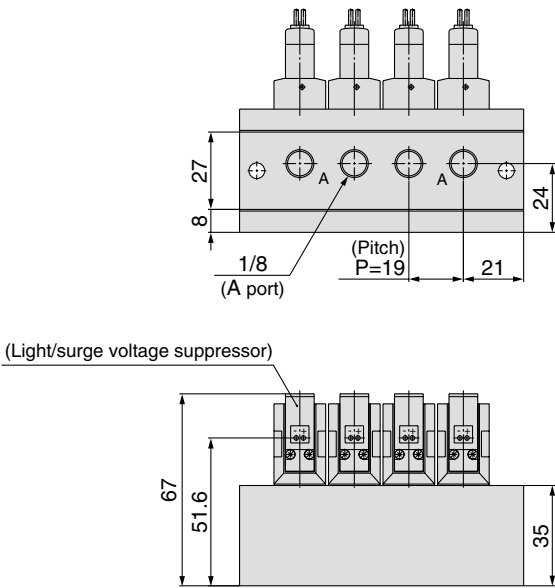 A
A
27
8
24
1/8
(A port)
(Pitch)
P=19
21
(Light/surge voltage suppressor)
67
51.6
35